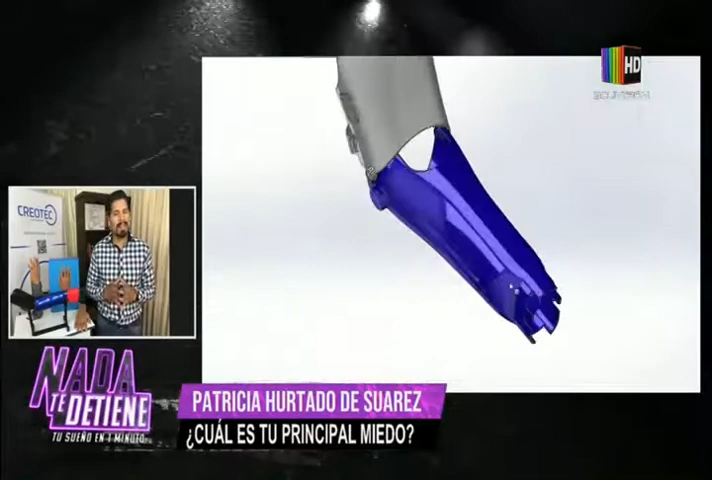 HD
CREOTEC
NADA
TE
DETIENE
TU SUEÑO EN 1 MINUTO
PATRICIA HURTADO DE SUAREZ
¿CUÁL ES TU PRINCIPAL MIEDO?